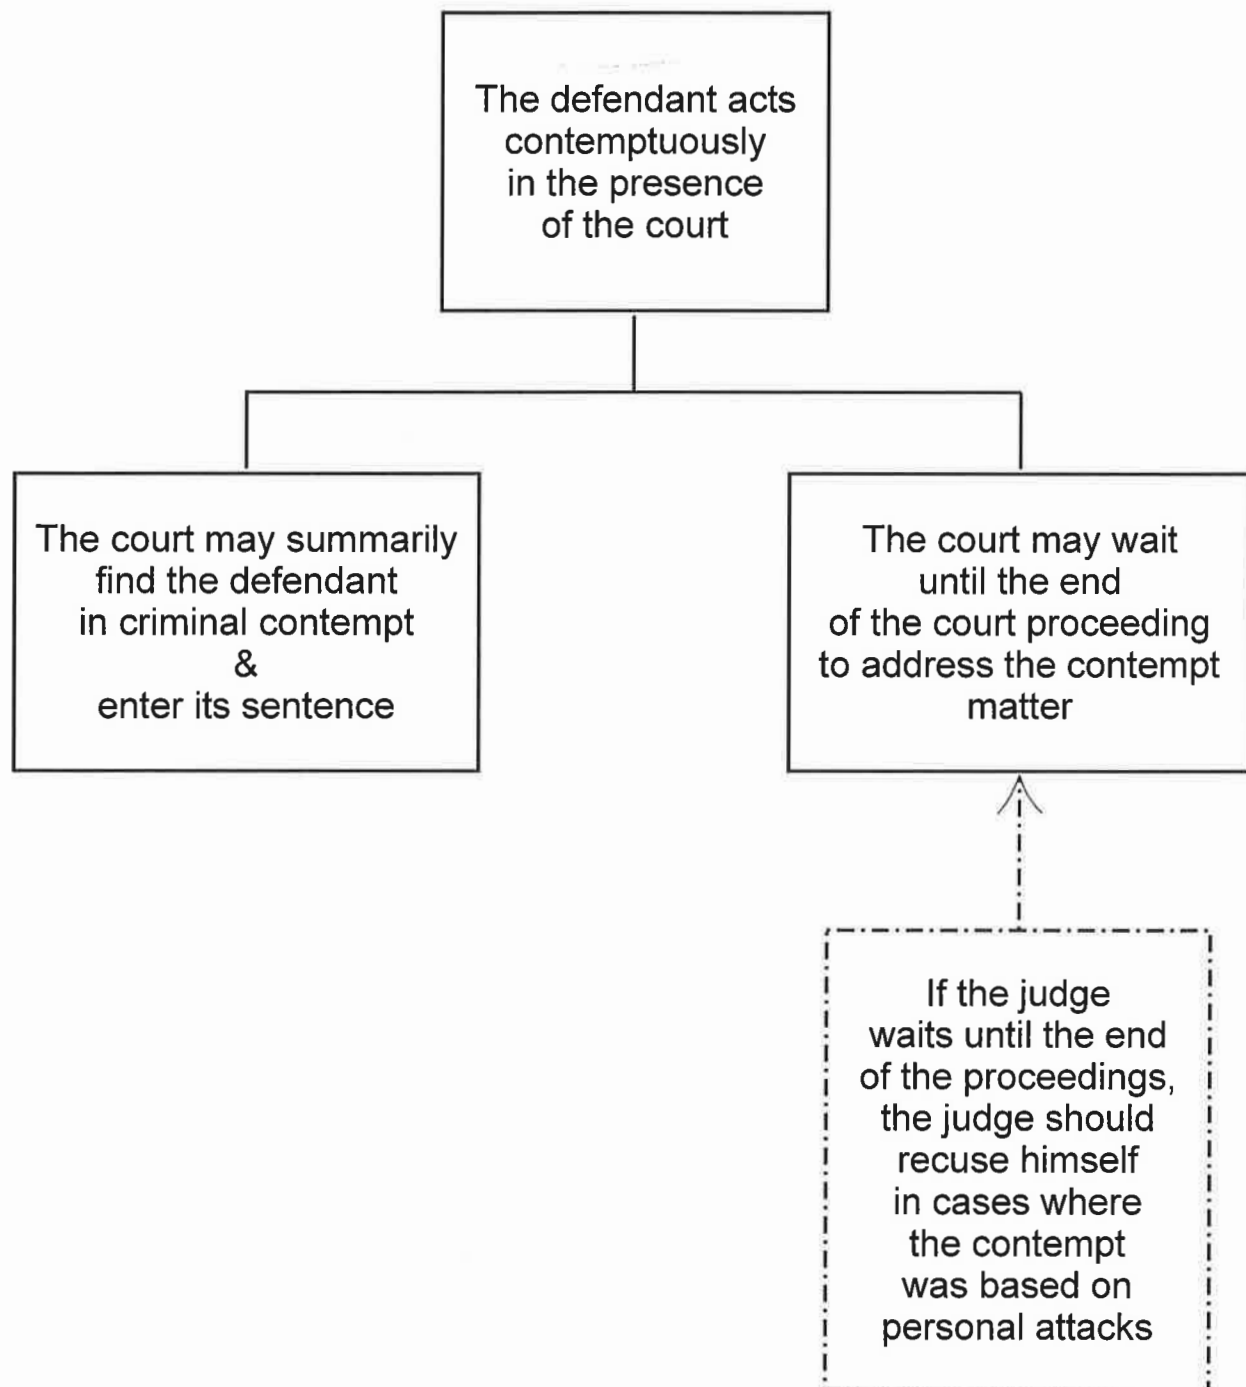 The defendant acts
contemptuously
in the presence
of the court
The court may summarily
find the defendant
in criminal contempt
&
enter its sentence
The court may wait
until the end
of the court proceeding
to address the contempt
matter
If the judge
waits until the end
of the proceedings,
the judge should
recuse himself
in cases where
the contempt
was based on
personal attacks